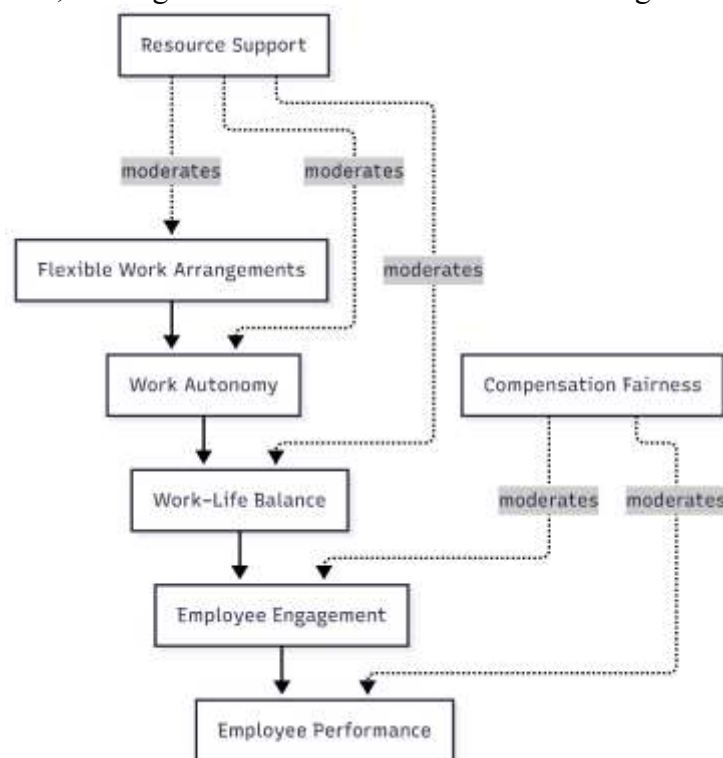 Resource Support
moderates
moderates
Flexible Work Arrangements
moderates
Work Autonomy
Compensation Fairness
Work-Life Balance
moderates
moderates
Employee Engagement
Employee Performance